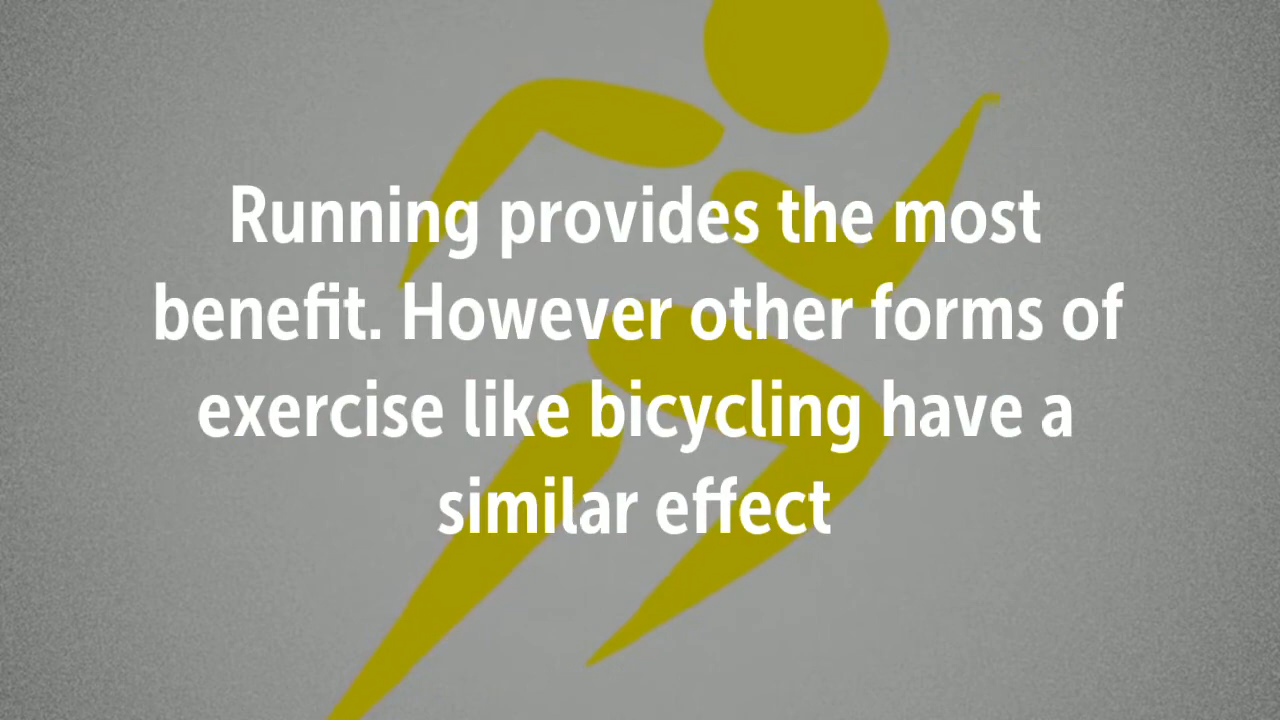 Running provides the most
benefit. However other forms of
exercise like bicycling have a
similar effect